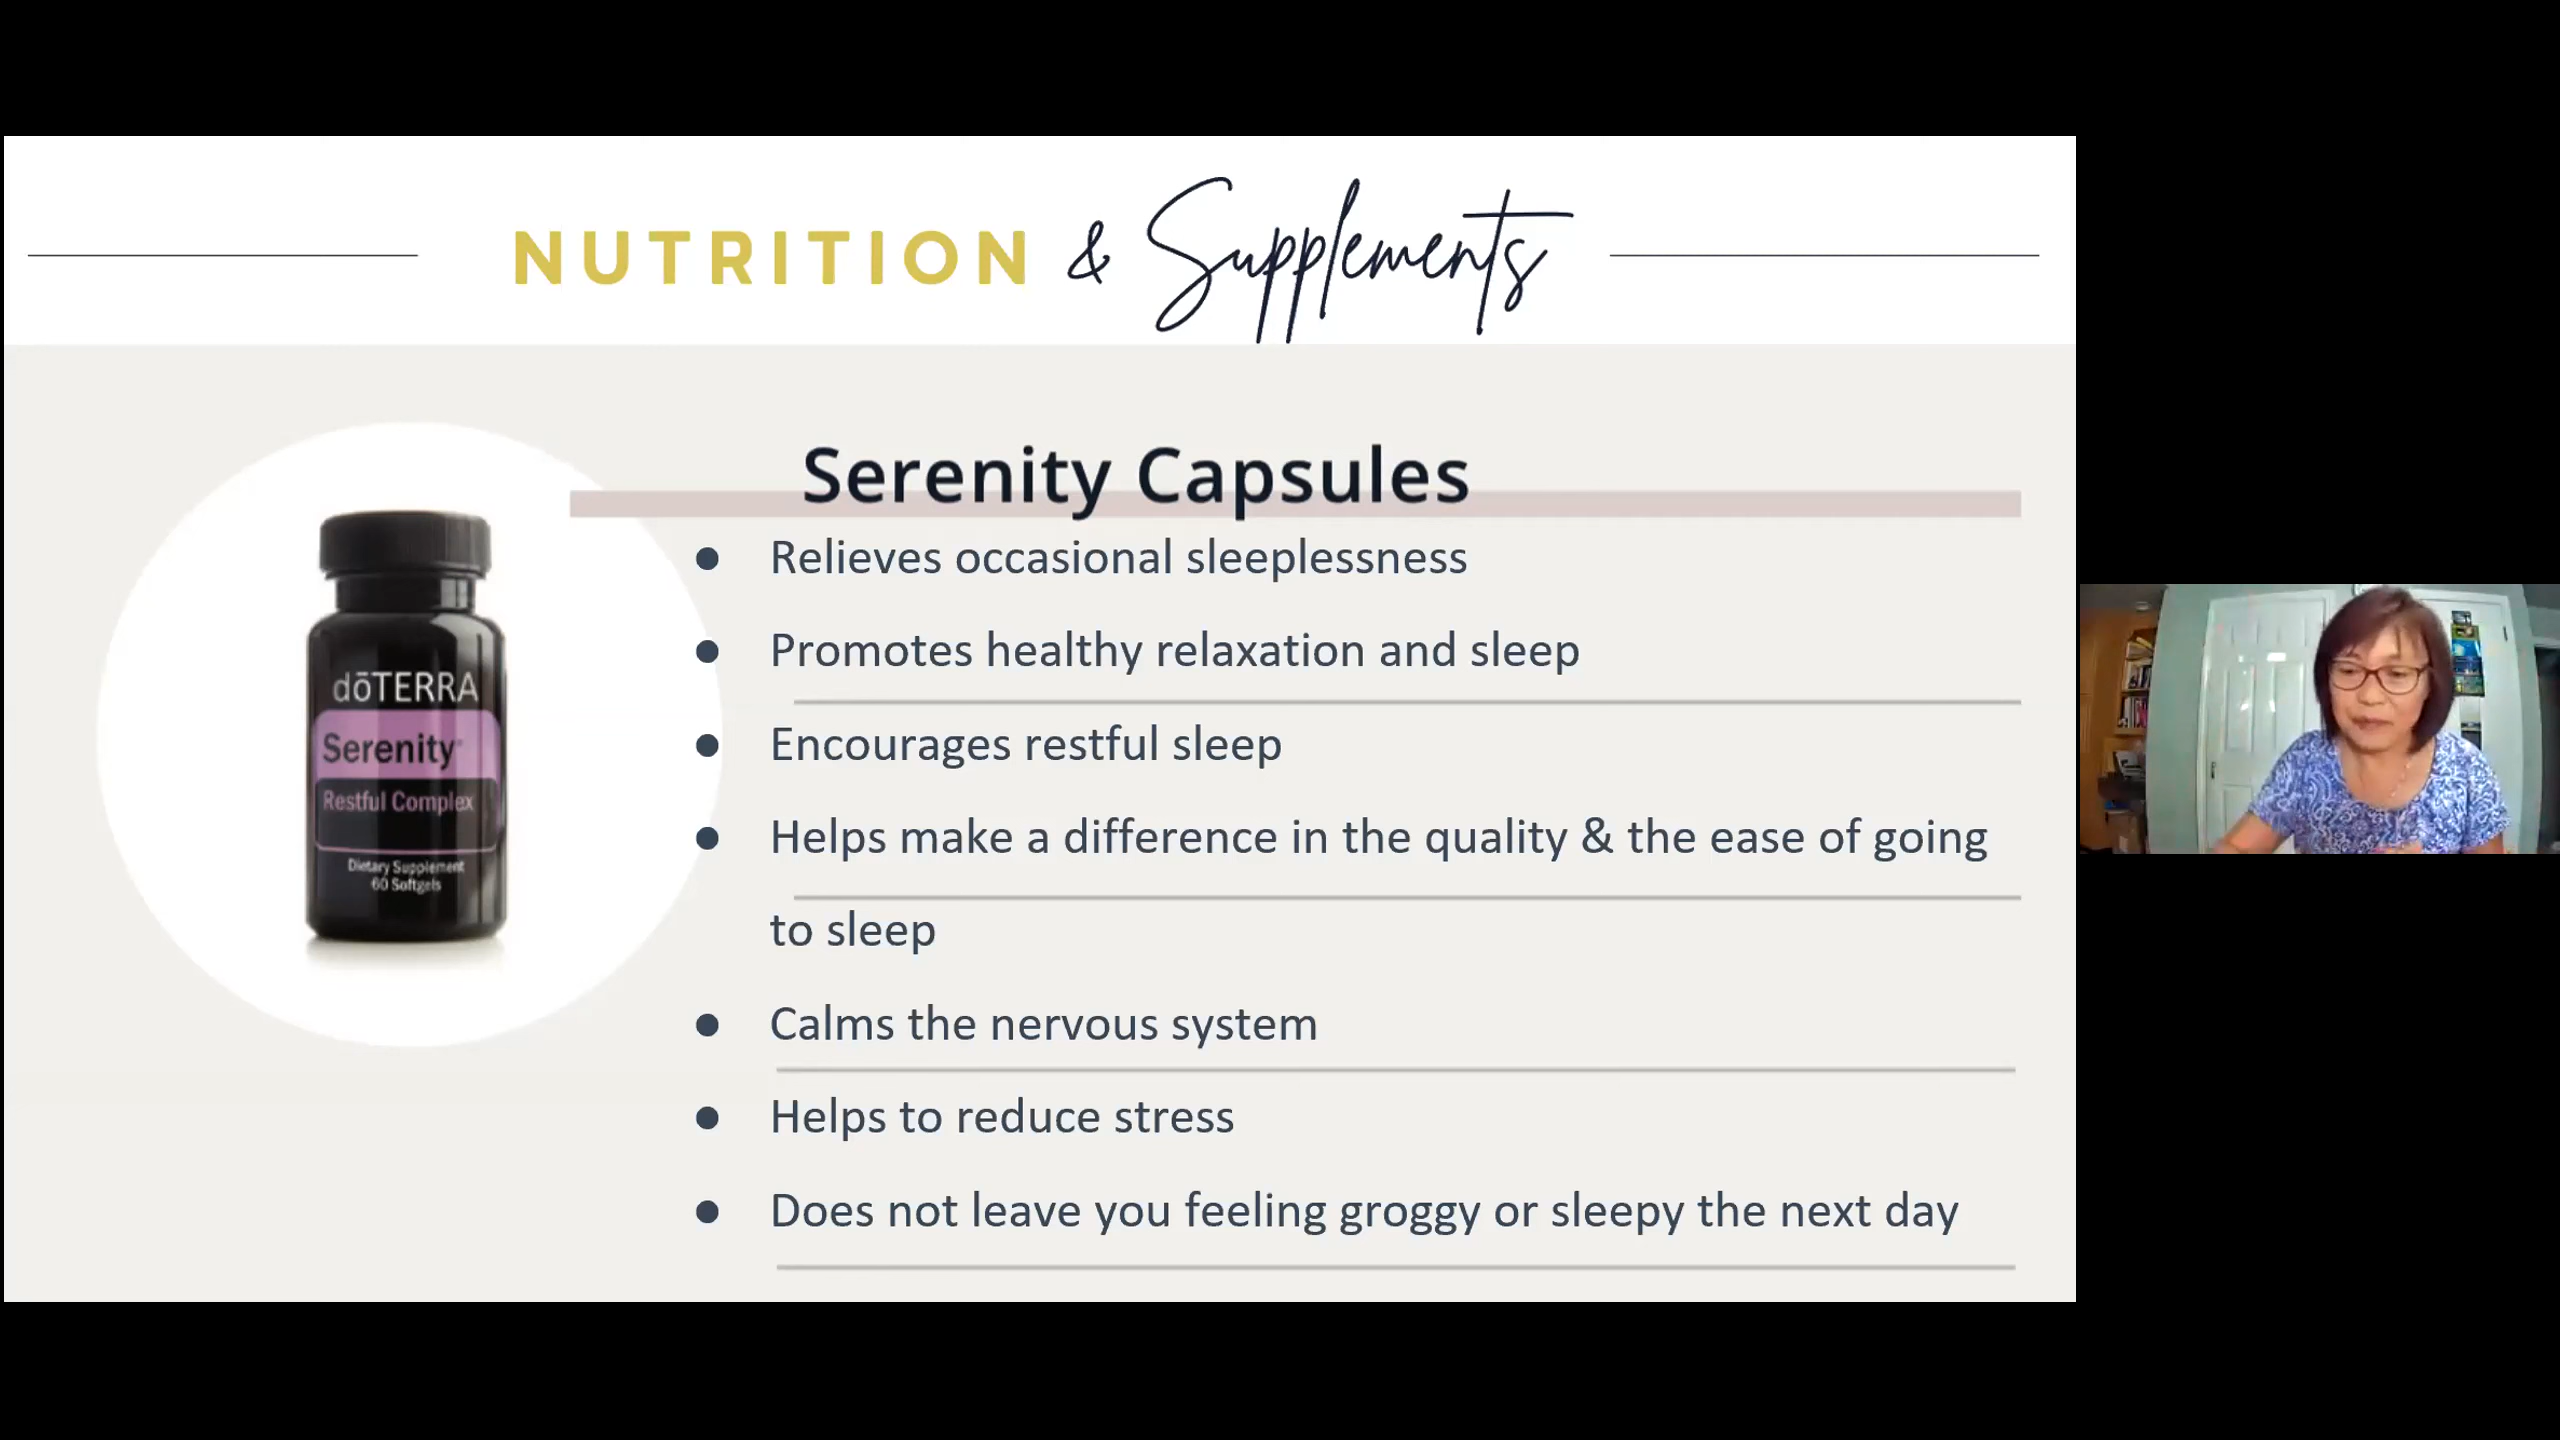 NUTRITION & Supplements
Serenity Capsules
● Relieves occasional sleeplessness
● Promotes healthy relaxation and sleep
● Encourages restful sleep
● Helps make a difference in the quality & the ease of going
to sleep
● Calms the nervous system
● Helps to reduce stress
● Does not leave you feeling groggy or sleepy the next day
dōTERRA
Serenity
Restful Complex
Dietary Supplement
60 Softgels